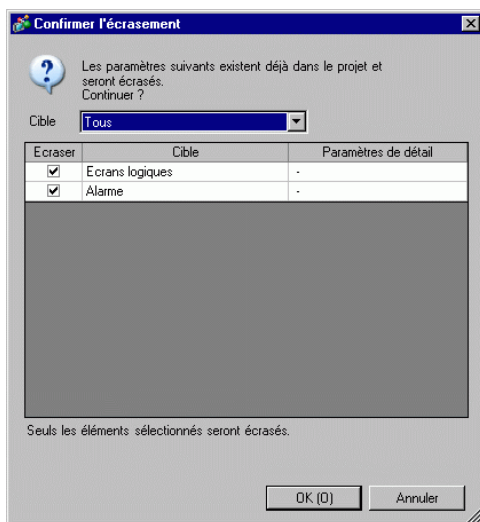 Confirmer l'écrasement
Les paramètres suivants existent déjà dans le projet et
seront écrasés.
Continuer ?
Cible Tous
Ecraser Cible Paramètres de détail
Ecrans logiques -
Alarme -
Seuls les éléments sélectionnés seront écrasés.
OK (O) Annuler